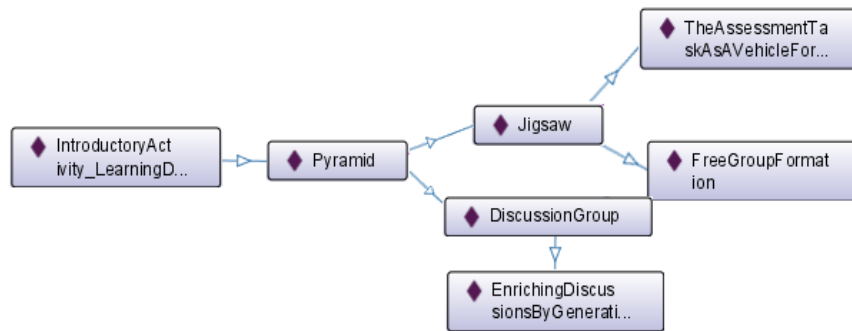 TheAssessmentTa
skAsAVehicleFor...
Jigsaw
IntroductoryAct
ivity_LearningD...
Pyramid
FreeGroupFormat
ion
DiscussionGroup
EnrichingDiscus
sionsByGenerati...